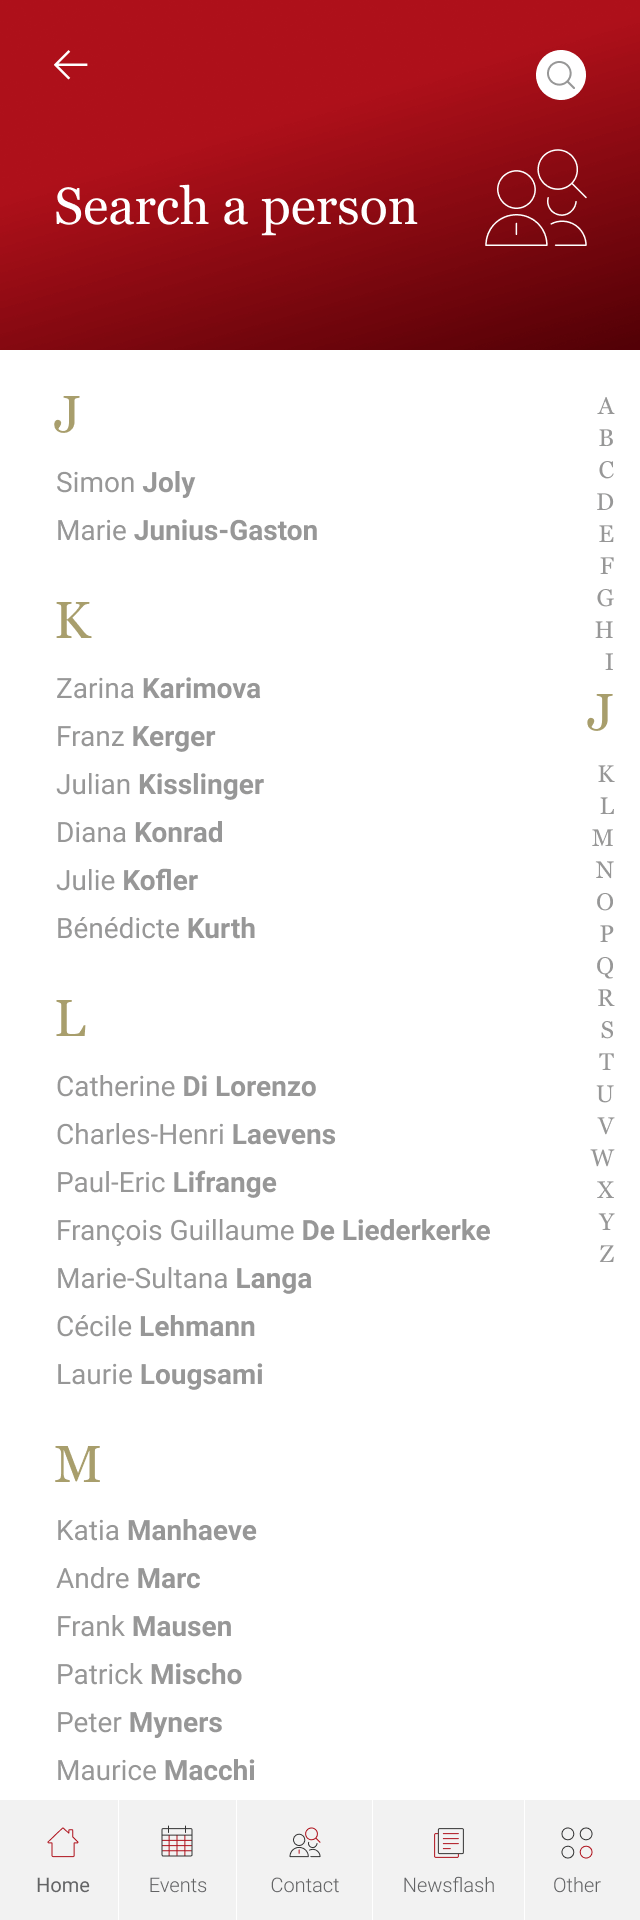 Search a person
J
Simon Joly
Marie Junius-Gaston
K
Zarina Karimova
Franz Kerger
Julian Kisslinger
Diana Konrad
Julie Kofler
Bénédicte Kurth
L
Catherine Di Lorenzo
Charles-Henri Laevens
Paul-Eric Lifrange
François Guillaume De Liederkerke
Marie-Sultana Langa
Cécile Lehmann
Laurie Lougsami
M
Katia Manhaeve
Andre Marc
Frank Mausen
Patrick Mischo
Peter Myners
Maurice Macchi
A
B
C
D
E
F
G
H
I
J
K
L
M
N
O
P
Q
R
S
T
U
V
W
X
Y
Z
Home Events Contact Newsflash Other